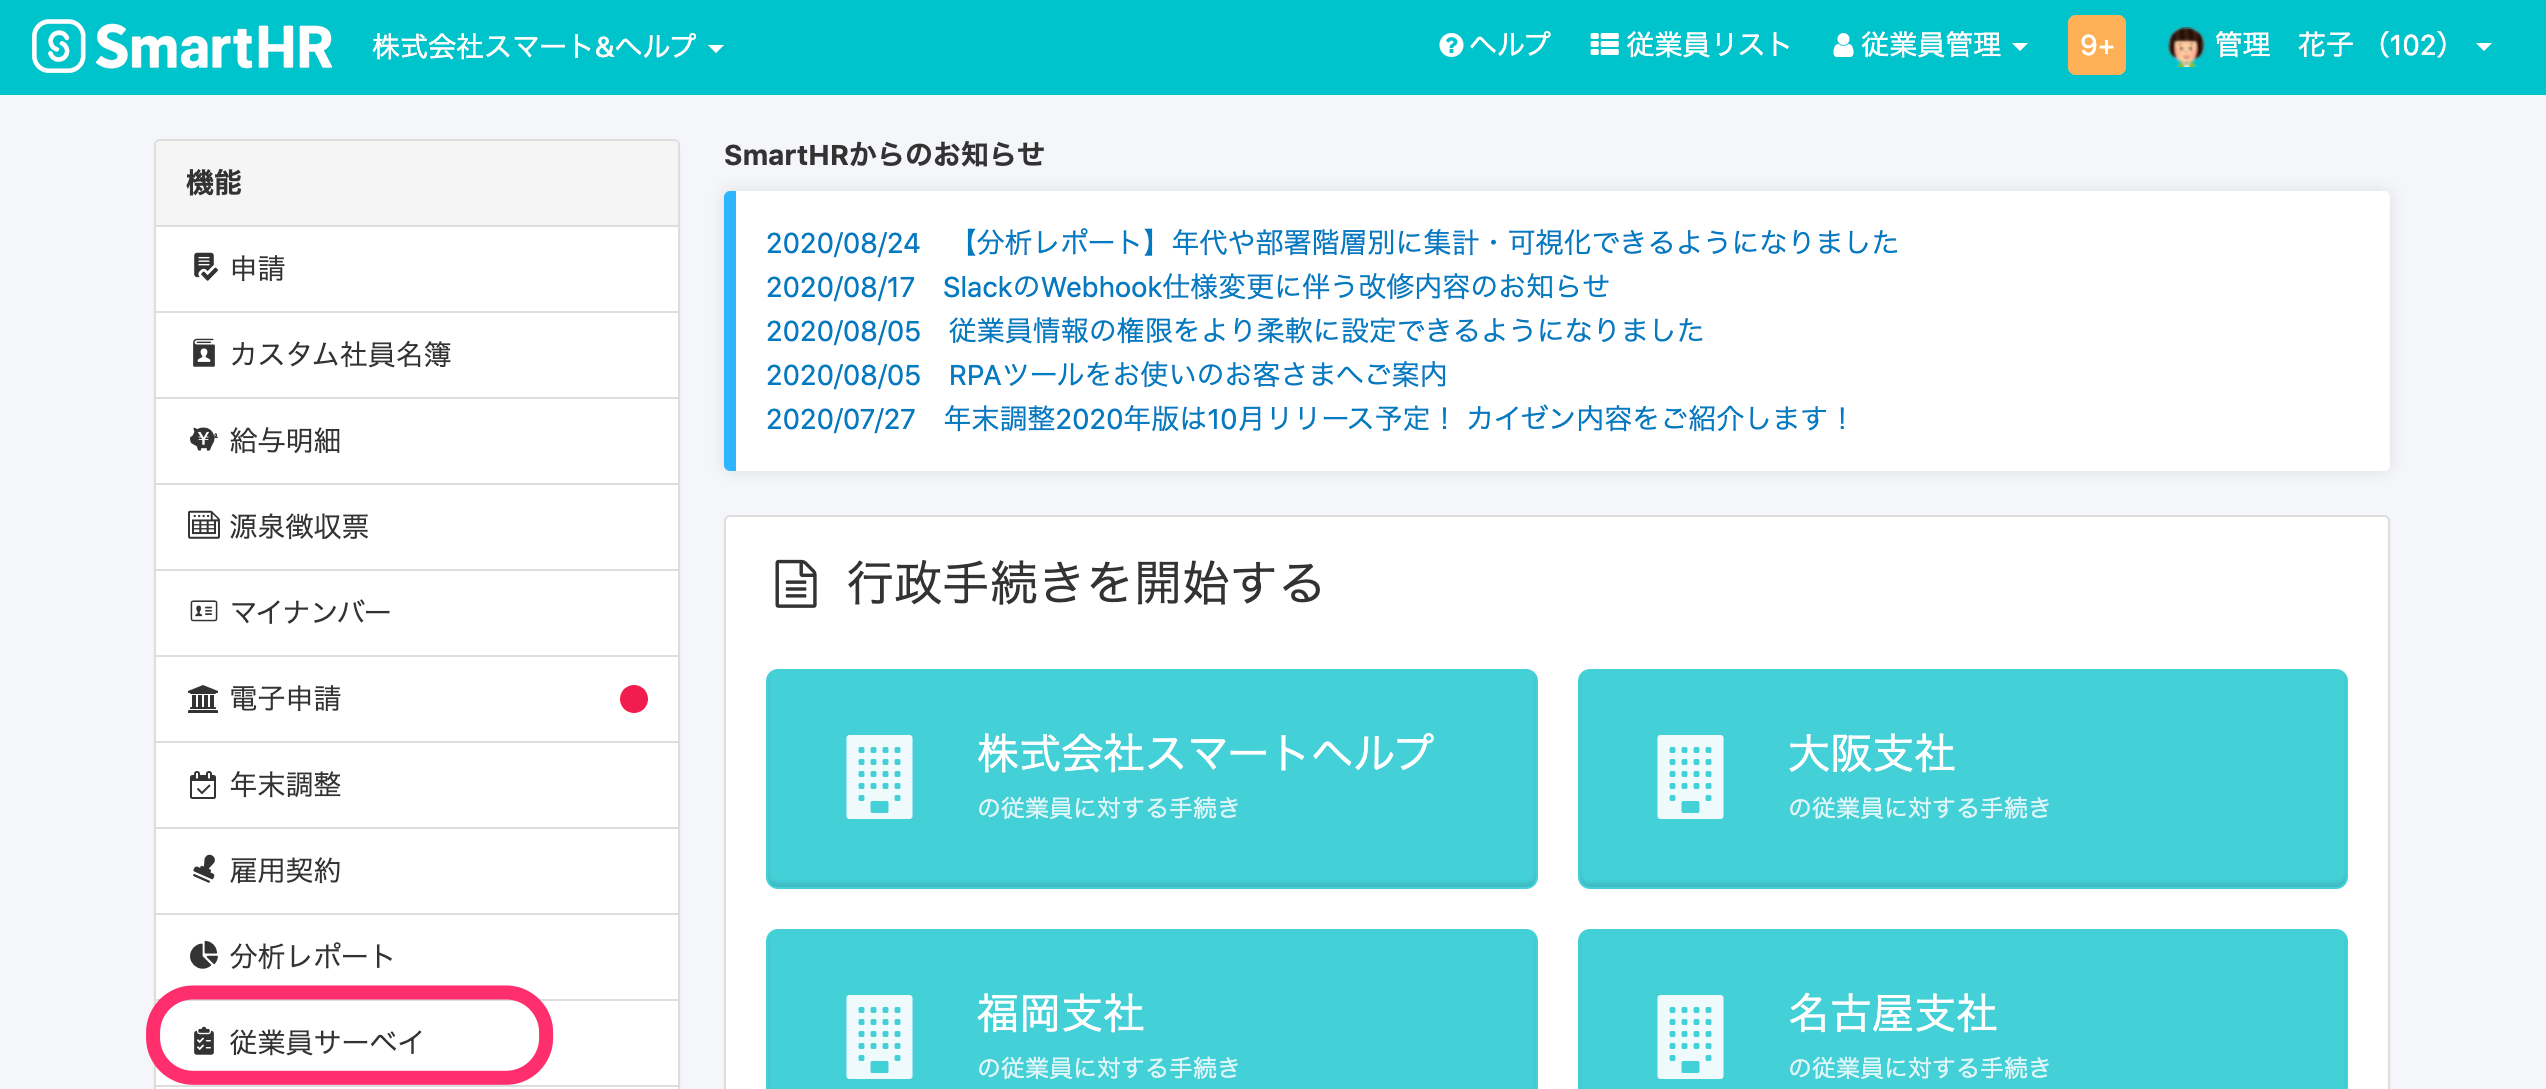 SmartHR 株式会社スマート&ヘルプ ヘルプ 従業員リスト 従業員管理 9+ 管理 花子 （102）
機能
申請
カスタム社員名簿
給与明細
源泉徴収票
マイナンバー
電子申請
年末調整
雇用契約
分析レポート
従業員サーベイ
SmartHRからのお知らせ
2020/08/24 【分析レポート】年代や部署階層別に集計・可視化できるようになりました
2020/08/17 SlackのWebhook仕様変更に伴う改修内容のお知らせ
2020/08/05 従業員情報の権限をより柔軟に設定できるようになりました
2020/08/05 RPAツールをお使いのお客さまへご案内
2020/07/27 年末調整2020年版は10月リリース予定！ カイゼン内容をご紹介します！
行政手続きを開始する
株式会社スマートヘルプ
の従業員に対する手続き
大阪支社
の従業員に対する手続き
福岡支社
の従業員に対する手続き
名古屋支社
の従業員に対する手続き